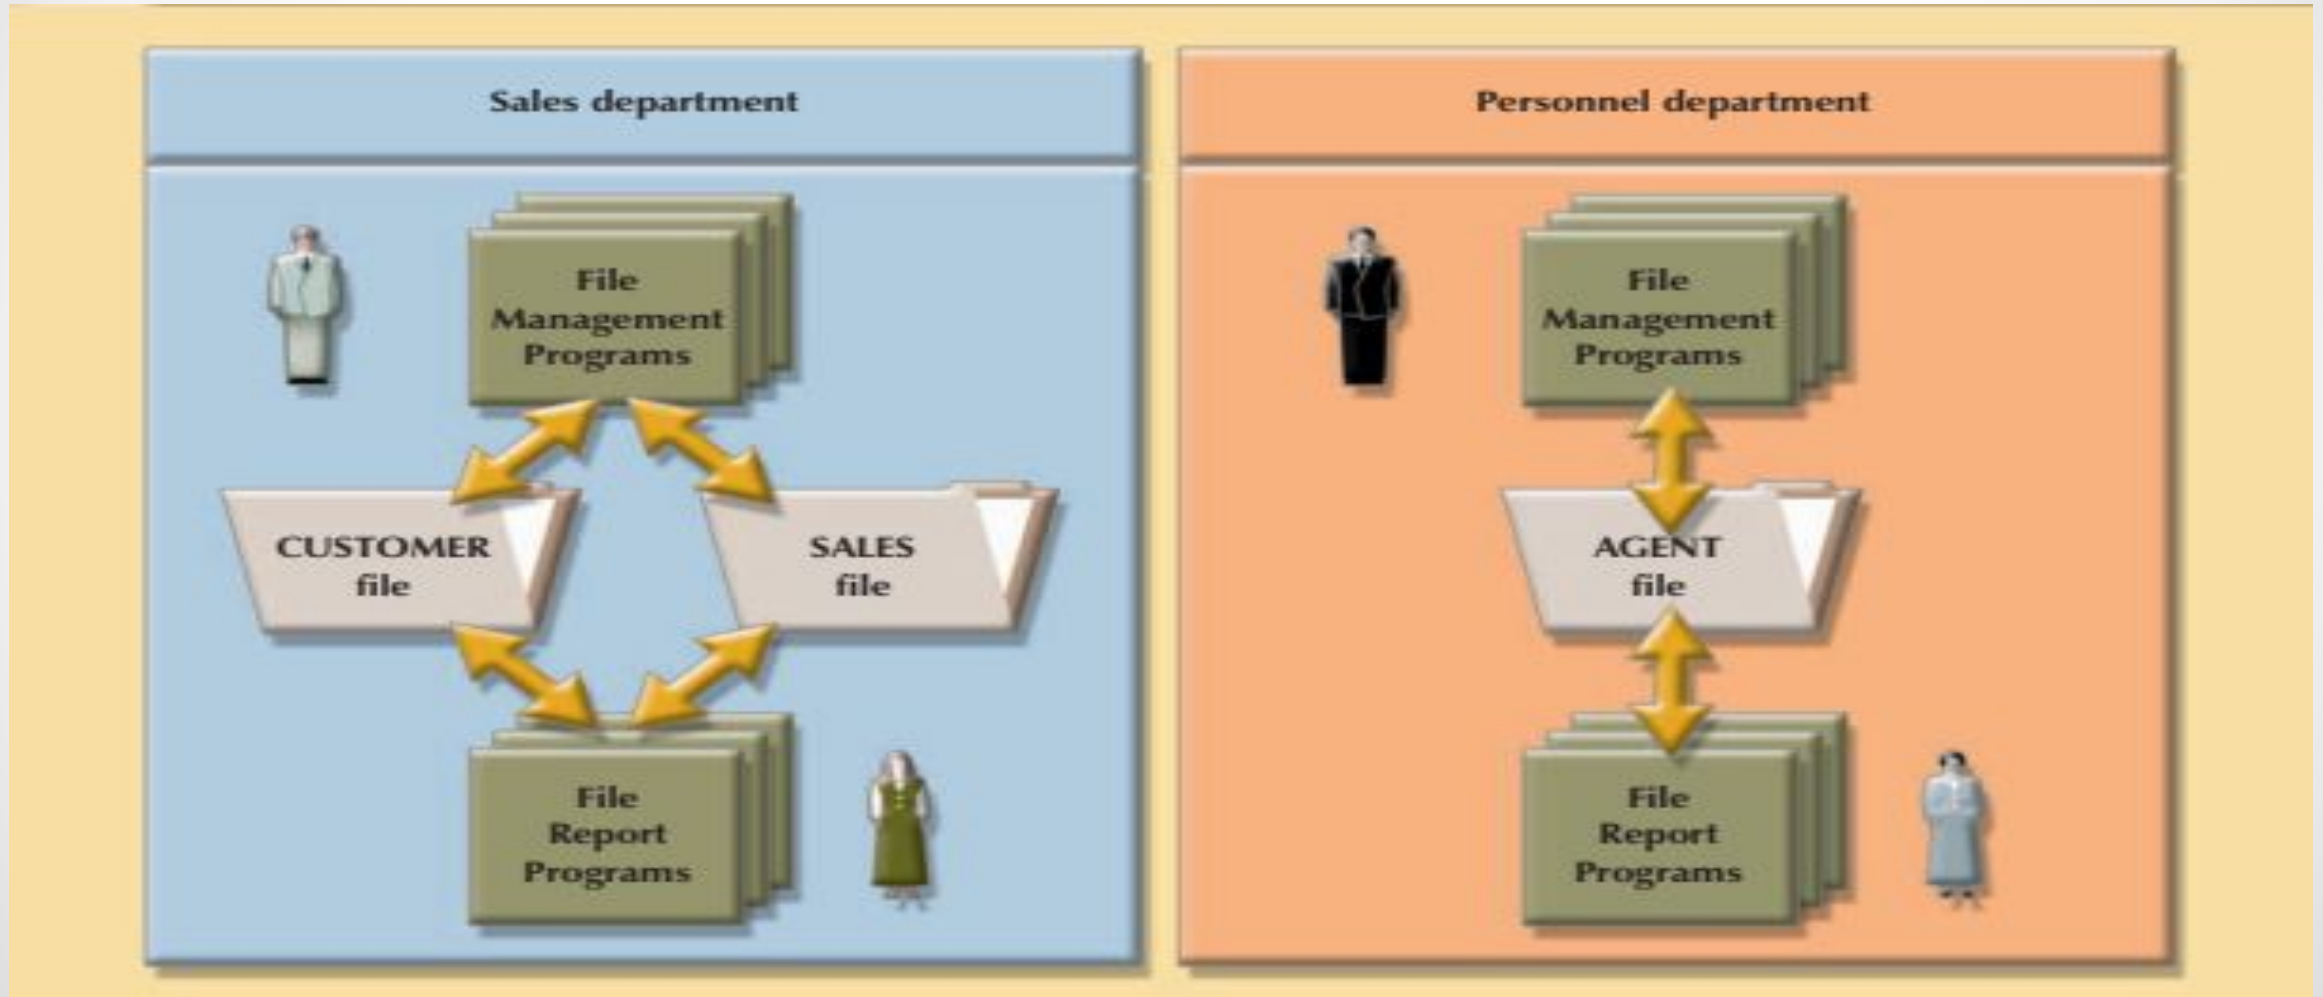 Sales department
File
Management
Programs
CUSTOMER
file
SALES
file
File
Report
Programs
Personnel department
File
Management
Programs
AGENT
file
File
Report
Programs